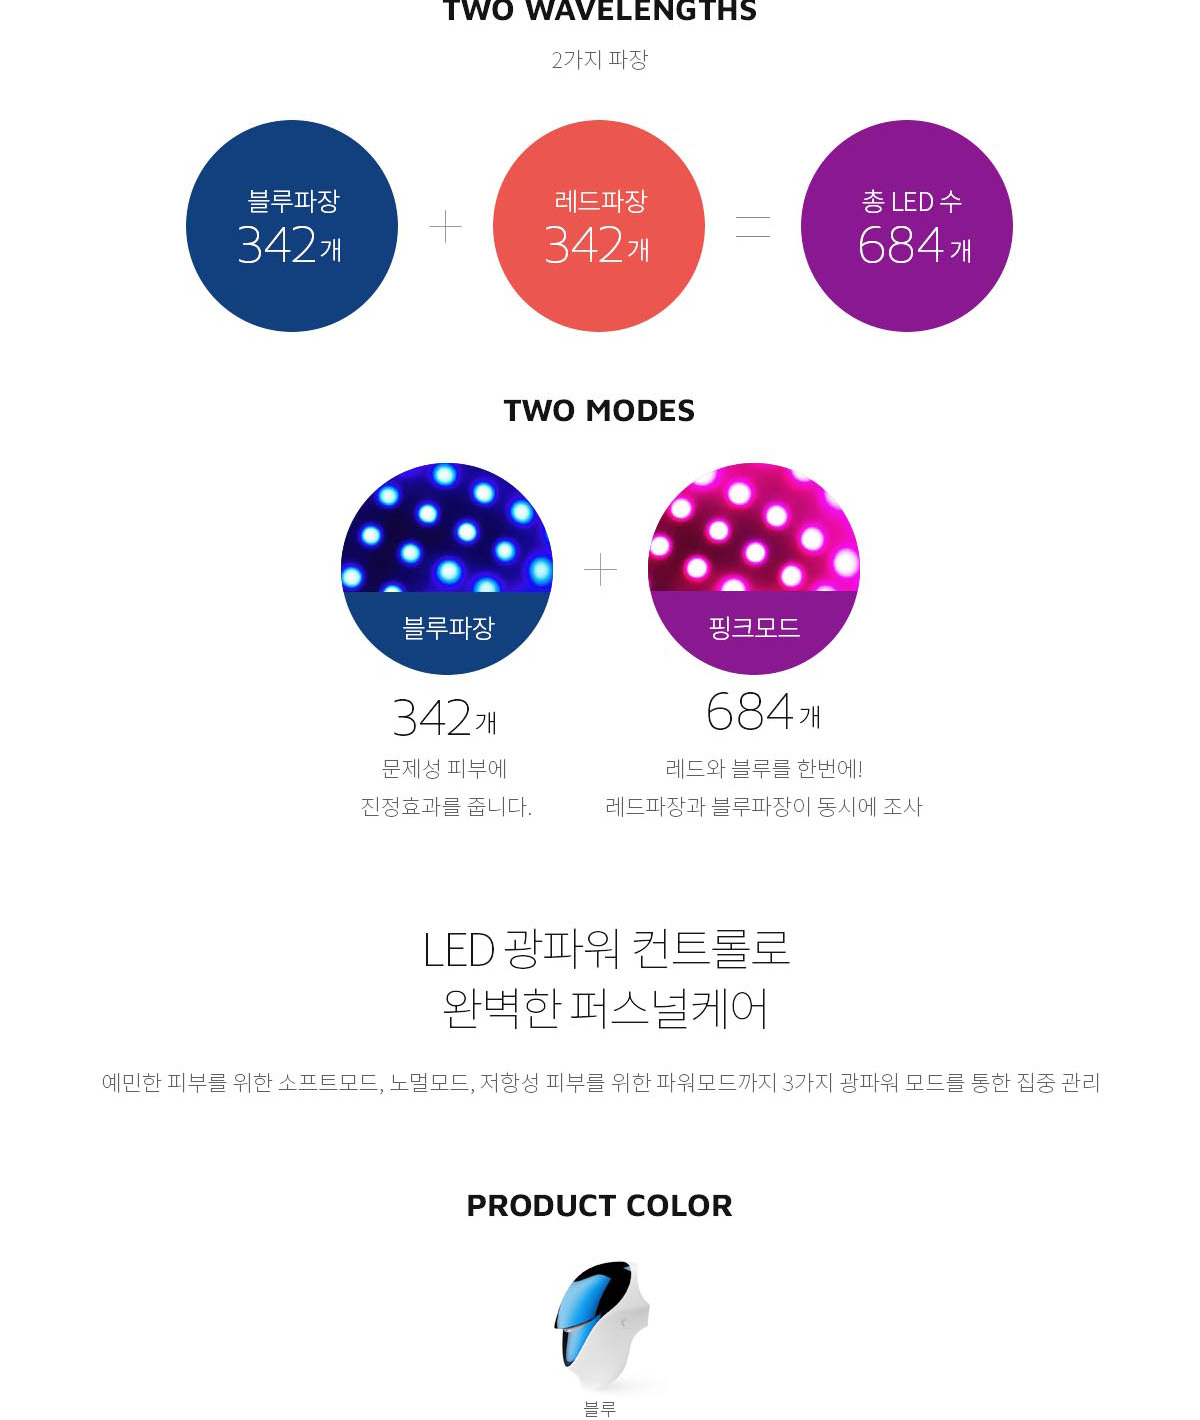 TWO WAVELENGTHS
2가지 파장
블루파장
342개
+
레드파장
342개
=
총 LED 수
684개
TWO MODES
블루파장
+
핑크모드
342개
684개
문제성 피부에
진정효과를 줍니다.
레드와 블루를 한번에!
레드파장과 블루파장이 동시에 조사
LED 광파워 컨트롤로
완벽한 퍼스널케어
예민한 피부를 위한 소프트모드, 노멀모드, 저항성 피부를 위한 파워모드까지 3가지 광파워 모드를 통한 집중 관리
PRODUCT COLOR
블루